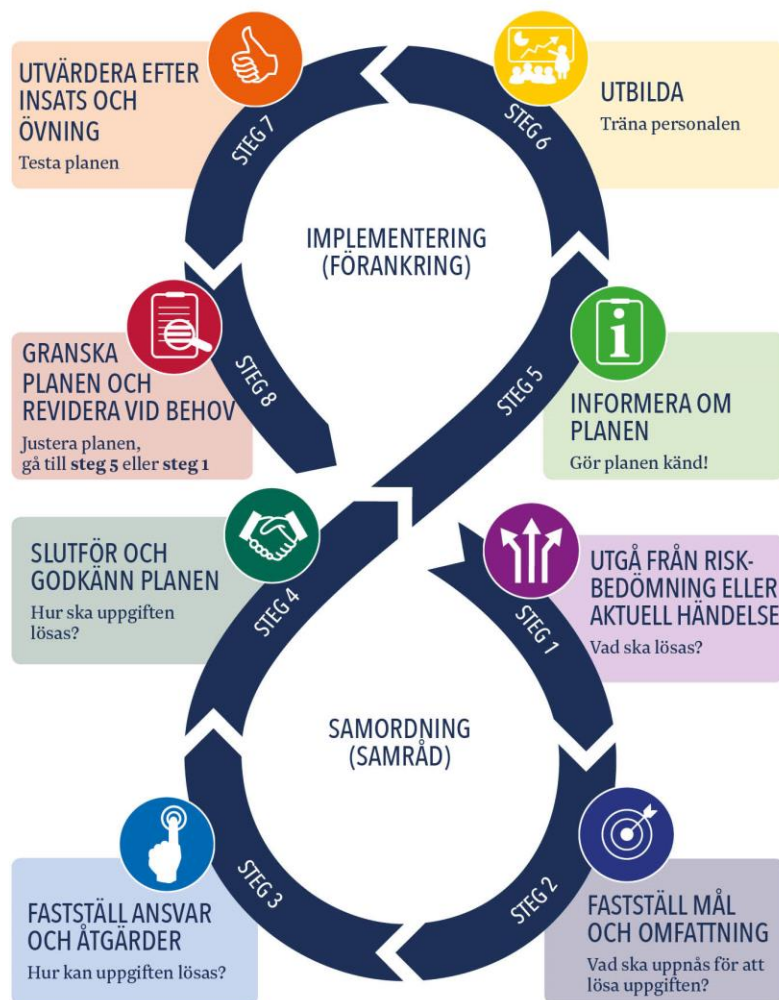 UTVÄRDERA EFTER
INSATS OCH
ÖVNING
Testa planen
STEG 7
STEG 6
UTBILDA
Träna personalen
IMPLEMENTERING
(FÖRANKRING)
GRANSKA
PLANEN OCH
REVIDERA VID BEHOV
Justera planen,
gå till steg 5 eller steg 1
STEG 8
STEG 5
INFORMERA OM
PLANEN
Gör planen känd!
SLUTFÖR OCH
GODKÄNN PLANEN
Hur ska uppgiften
lösas?
STEG 4
STEG 1
UTGÅ FRÅN RISK-
BEDÖMNING ELLER
AKTUELL HÄNDELSE
Vad ska lösas?
SAMORDNING
(SAMRÅD)
FASTSTÄLL ANSVAR
OCH ÅTGÄRDER
Hur kan uppgiften lösas?
STEG 3
STEG 2
FASTSTÄLL MÅL
OCH OMFATTNING
Vad ska uppnås för att
lösa uppgiften?